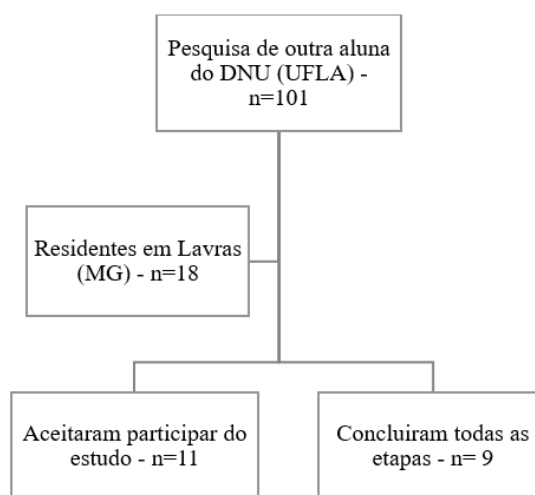 Pesquisa de outra aluna
do DNU (UFLA) -
n=101
Residentes em Lavras
(MG) - n=18
Aceitaram participar do
estudo - n=11
Concluiram todas as
etapas - n= 9